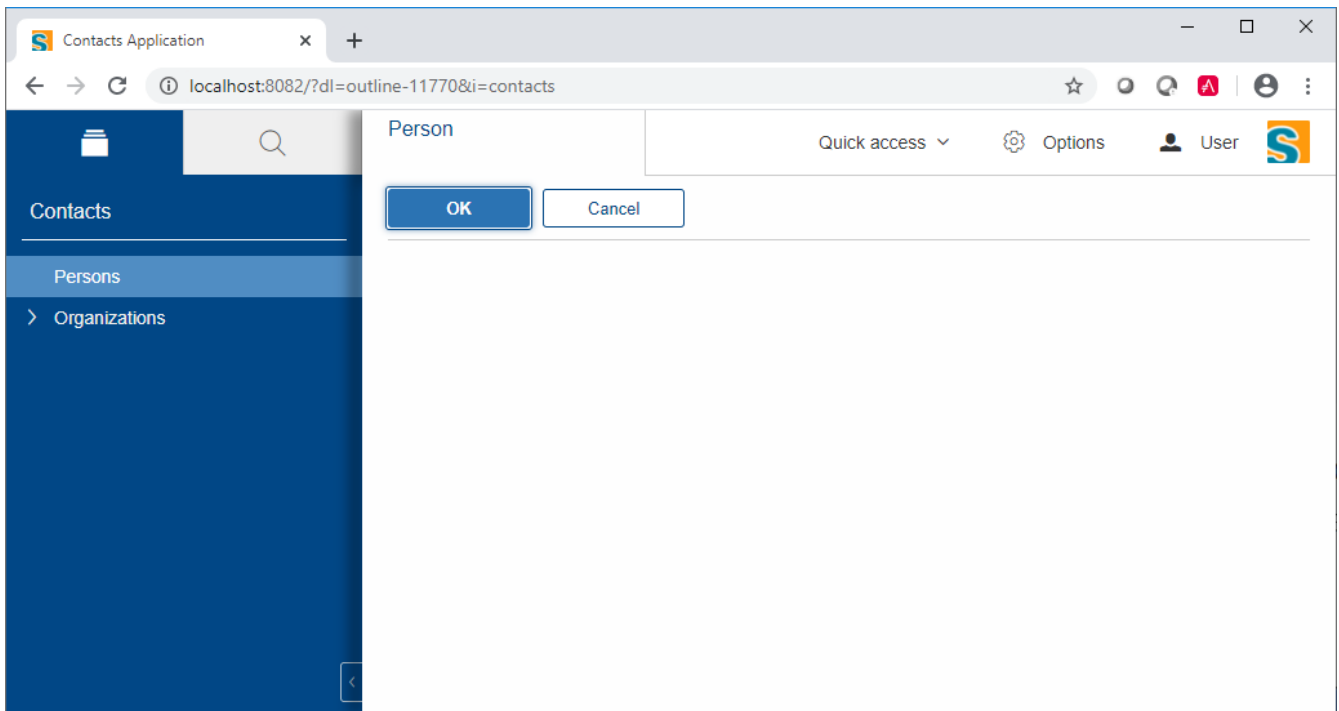 Contacts Application
localhost:8082/?dl=outline-11770&i=contacts
Person
Quick access
Options
User
Contacts
OK
Cancel
Persons
Organizations